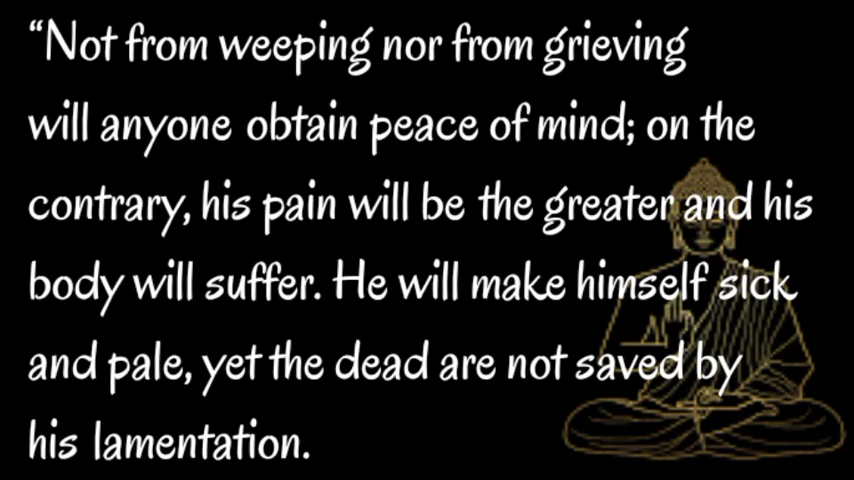 “Not from weeping nor from grieving
will anyone obtain peace of mind; on the
contrary, his pain will be the greater and his
body will suffer. He will make himself sick
and pale, yet the dead are not saved by
his lamentation.